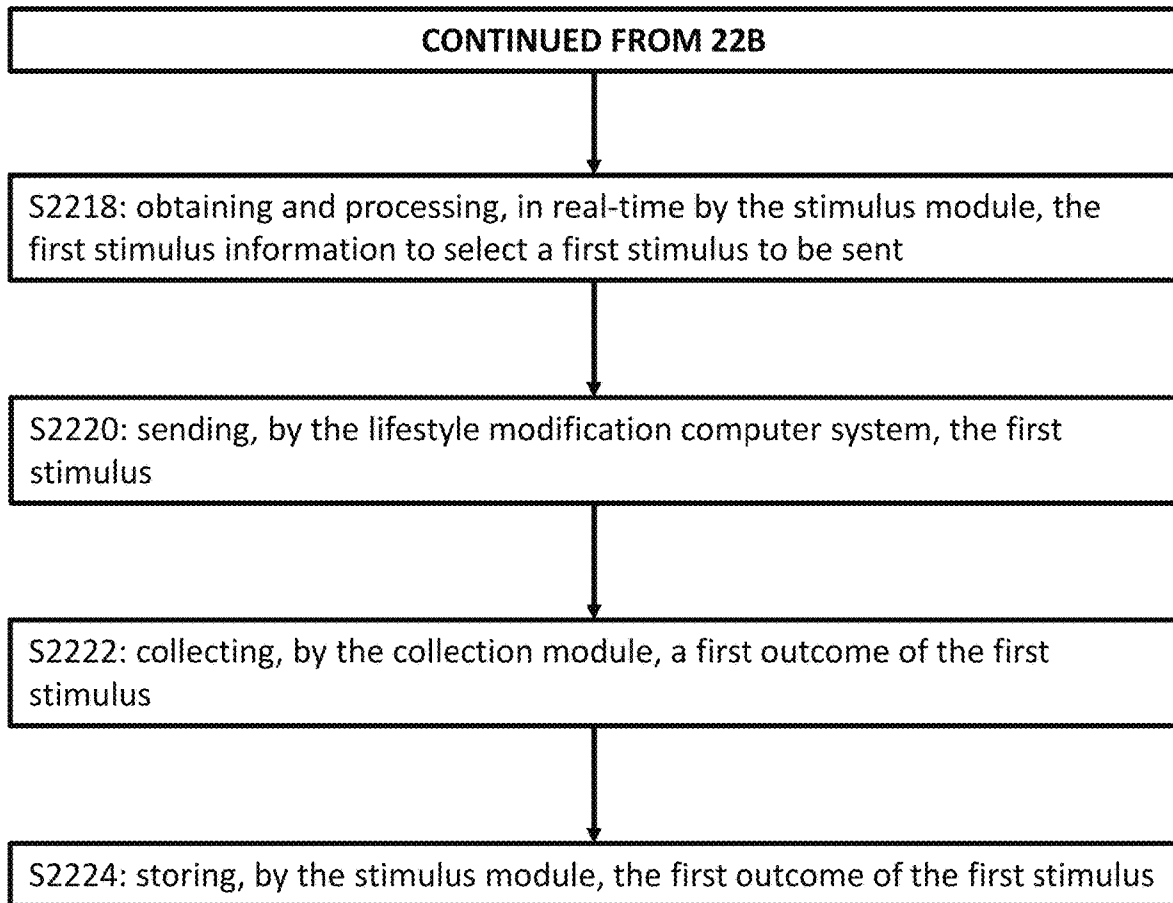 CONTINUED FROM 22B
S2218: obtaining and processing, in real-time by the stimulus module, the
first stimulus information to select a first stimulus to be sent
S2220: sending, by the lifestyle modification computer system, the first
stimulus
S2222: collecting, by the collection module, a first outcome of the first
stimulus
S2224: storing, by the stimulus module, the first outcome of the first stimulus